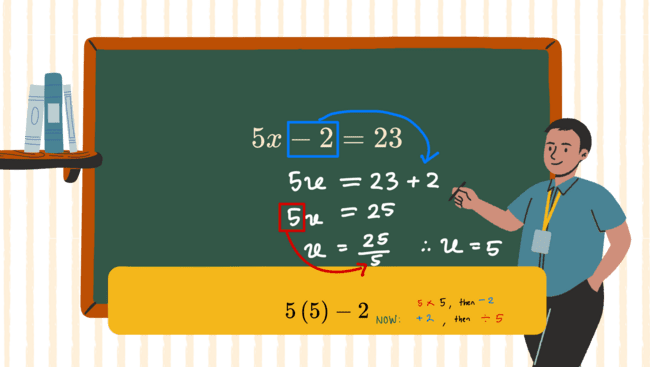 5x − 2 = 23
5x = 23 + 2
5x = 25
x = 25/5 ∴ x = 5
5 (5) − 2
5 × 5, then − 2
NOW: + 2, then ÷ 5